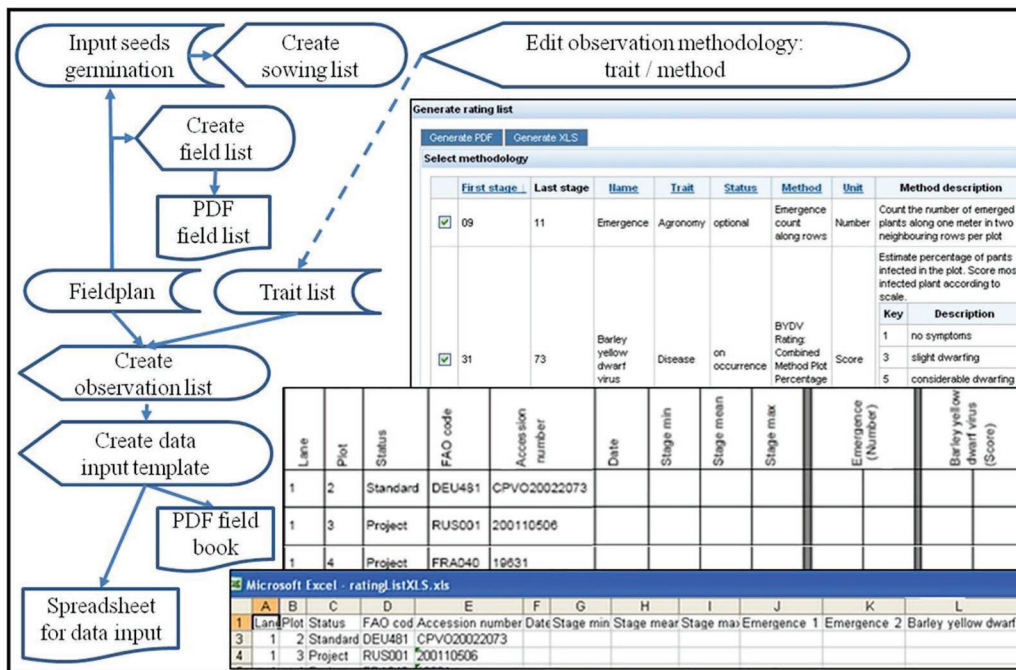 Input seeds
germination
Create
sowing list
Edit observation methodology:
trait / method
Create
field list
PDF
field list
Fieldplan
Trait list
Create
observation list
Create data
input template
PDF field
book
Spreadsheet
for data input
Generate rating list
Generate PDF Generate XLS
Select methodology
First stage Last stage Name Trait Status Method Unit Method description
09 11 Emergence Agronomy optional
Emergence
count
along rows
Number
Count the number of emerged
plants along one meter in two
neighbouring rows per plot
31 73
Barley
yellow
dwarf
virus
Disease
on
occurrence
BYDV
Rating:
Combined
Method Plot
Percentage
Score
Estimate percentage of pants
infected in the plot. Score mos
infected plant according to
scale.
Key Description
1 no symptoms
3 slight dwarfing
5 considerable dwarfing
Lane
Plot
Status
FAO code
Accession
number
Date
Stage min
Stage mean
Stage max
Emergence
(Number)
Barley yellow
dwarf virus
(Score)
1 2 Standard DEU481 CPVO20022073
1 3 Project RUS001 200110506
1 4 Project FRA040 19631
Microsoft Excel - ratingListXLS.xls
A B C D E F G H I J K L
1 Lane Plot Status FAO cod Accession number Date Stage min Stage mear Stage max Emergence 1 Emergence 2 Barley yellow dwarf
3 1 2 Standard DEU481 CPVO20022073
4 1 3 Project RUS001 200110506